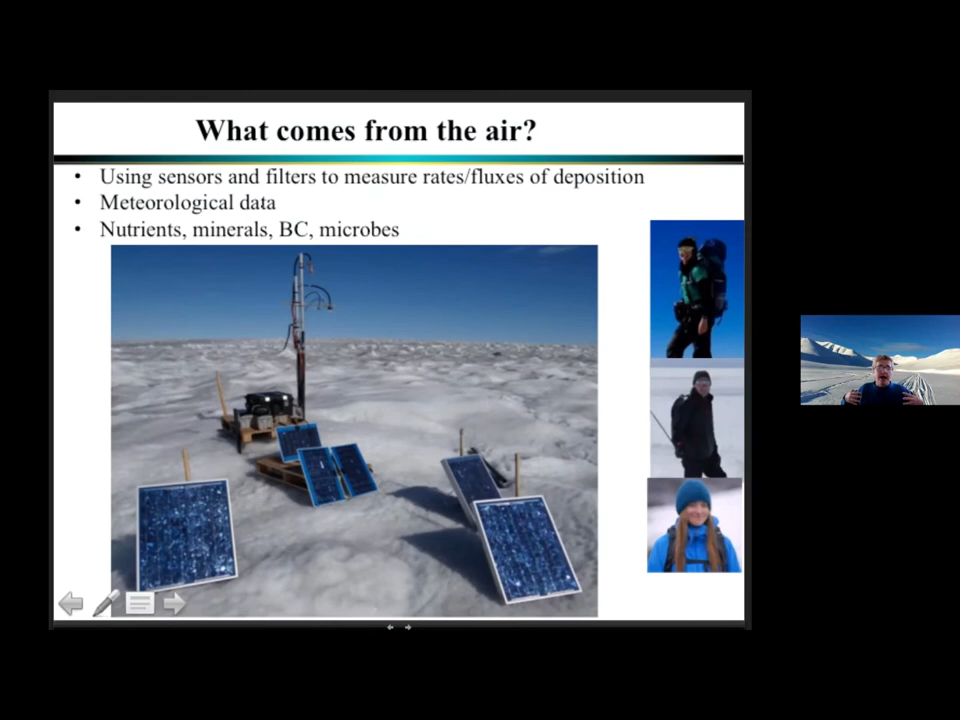 What comes from the air?
• Using sensors and filters to measure rates/fluxes of deposition
• Meteorological data
• Nutrients, minerals, BC, microbes